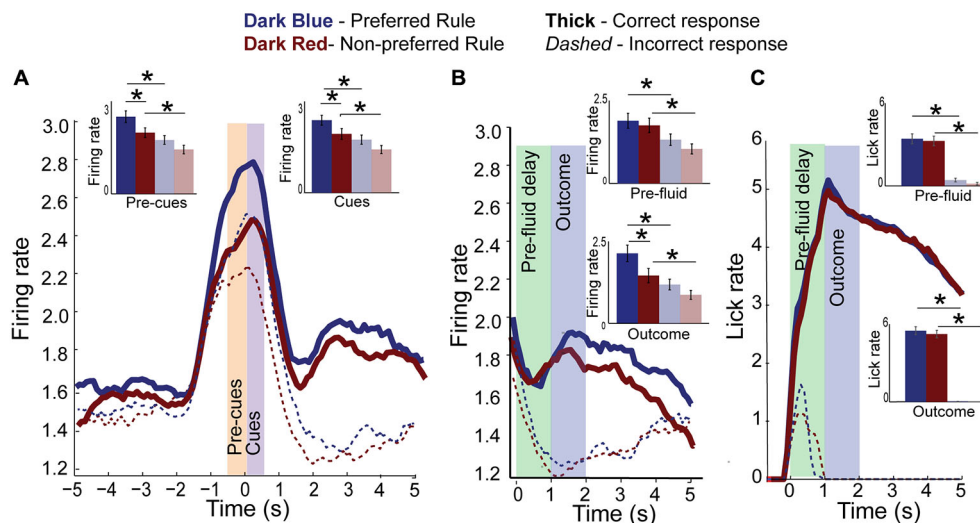 Dark Blue - Preferred Rule
Thick - Correct response
Dark Red- Non-preferred Rule
Dashed - Incorrect response
A
Firing rate
3.0
2.8
2.6
2.4
2.2
2.0
1.8
1.6
1.4
1.2
−5 −4 −3 −2 −1 0 1 2 3 4 5
Time (s)
Pre-cues
Cues
Firing rate
3
0
* * *
Pre-cues
Firing rate
3
0
* * *
Cues
B
Firing rate
3.0
2.8
2.6
2.4
2.2
2.0
1.8
1.6
1.4
1.2
0 1 2 3 4 5
Time (s)
Pre-fluid delay
Outcome
Firing rate
2.5
0
* *
Pre-fluid
Firing rate
2.5
0
* * *
Outcome
C
Lick rate
6
5
4
3
2
1
0
0 1 2 3 4 5
Time (s)
Pre-fluid delay
Outcome
Lick rate
6
0
* *
Pre-fluid
Lick rate
6
0
* *
Outcome